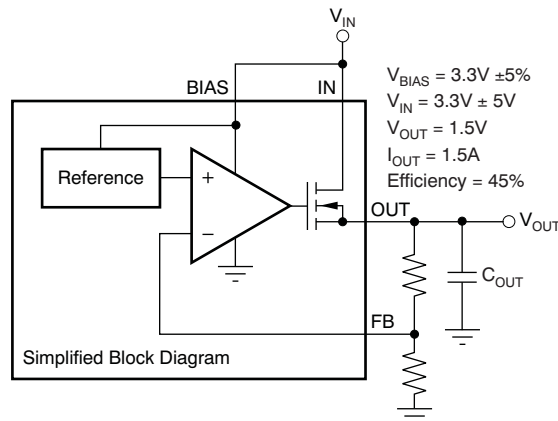 V_IN
BIAS
IN
V_BIAS = 3.3V ±5%
V_IN = 3.3V ± 5V
V_OUT = 1.5V
I_OUT = 1.5A
Efficiency = 45%
Reference
+
−
OUT
V_OUT
C_OUT
FB
Simplified Block Diagram